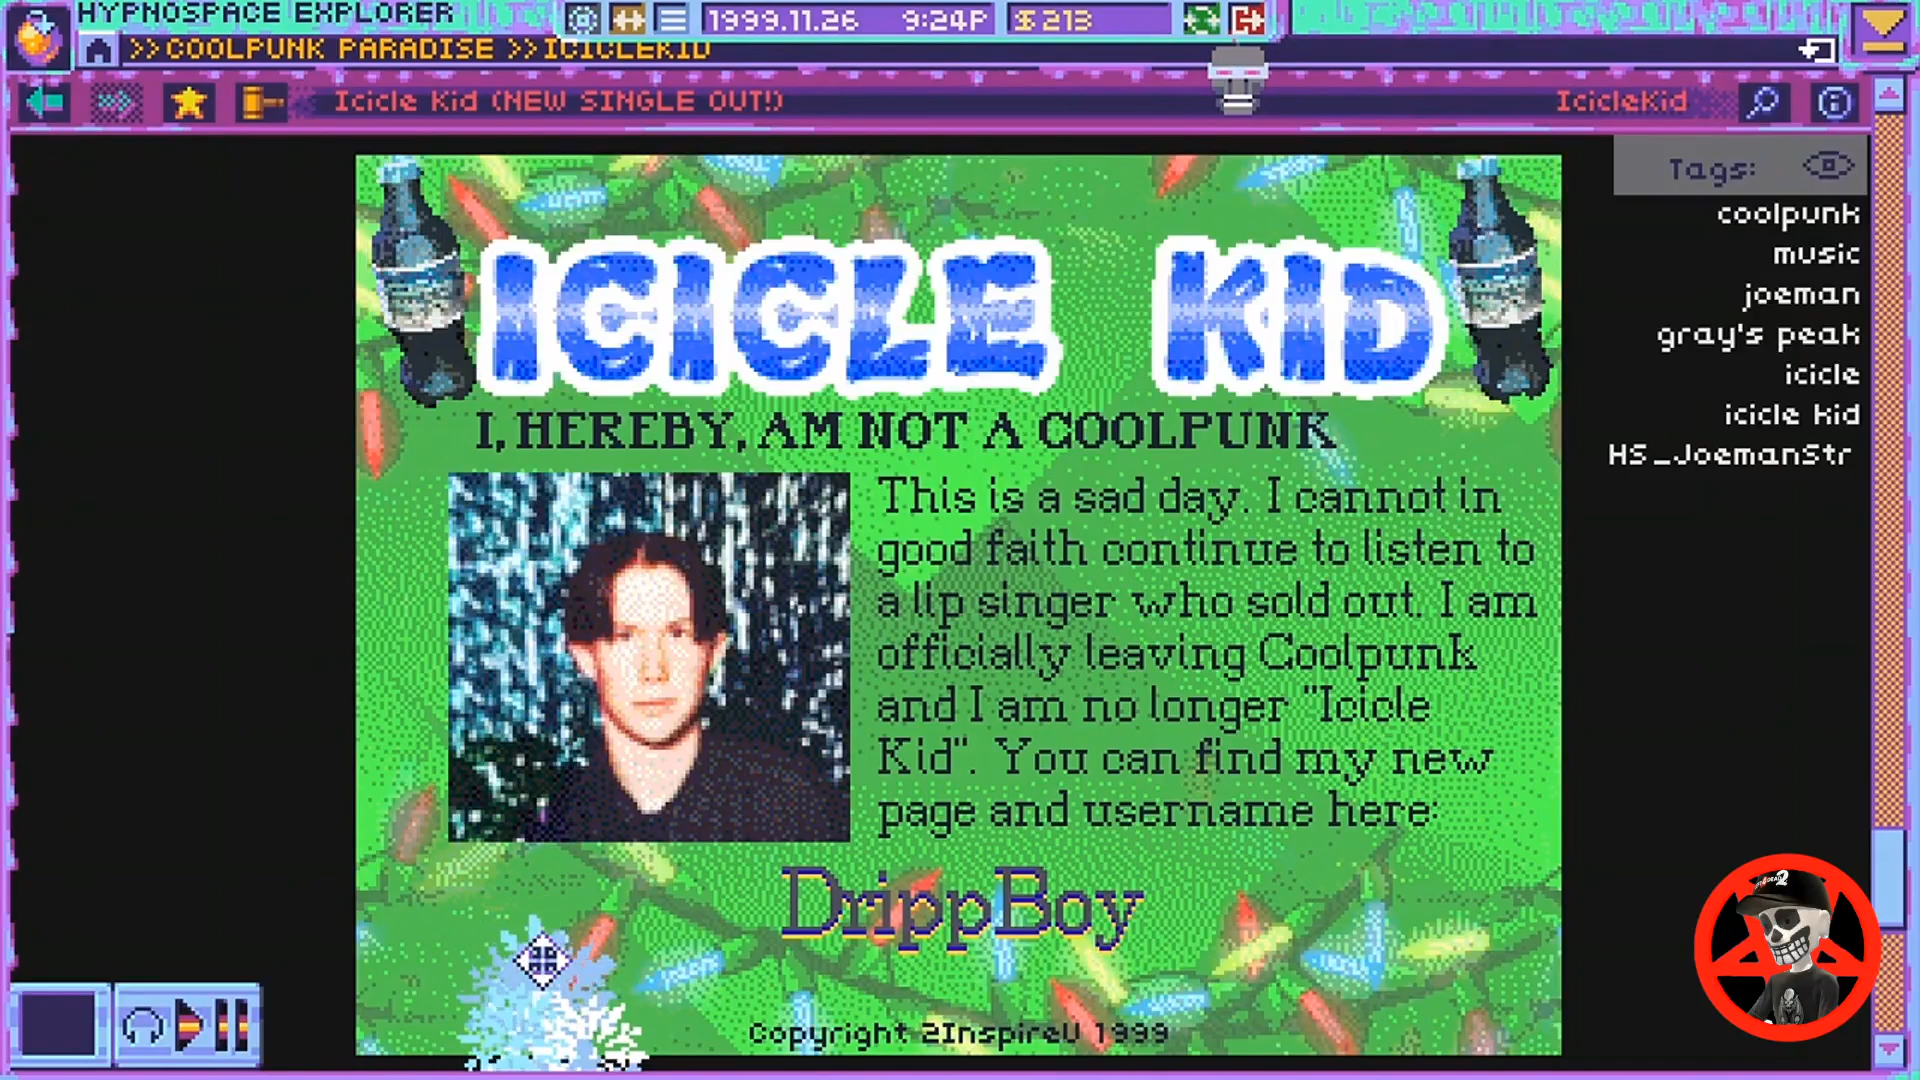 HYPNOSPACE EXPLORER
1999.11.26 9:24P
213
>>COOLPUNK PARADISE >>ICICLEKID
Icicle Kid (NEW SINGLE OUT!)
IcicleKid
Tags:
coolpunk
music
joeman
gray's peak
icicle
icicle kid
HS_JoemanStr
ICICLE KID
I, HEREBY, AM NOT A COOLPUNK
This is a sad day. I cannot in
good faith continue to listen to
a lip singer who sold out. I am
officially leaving Coolpunk
and I am no longer "Icicle
Kid". You can find my new
page and username here:
DrippBoy
Copyright 2InspireU 1999